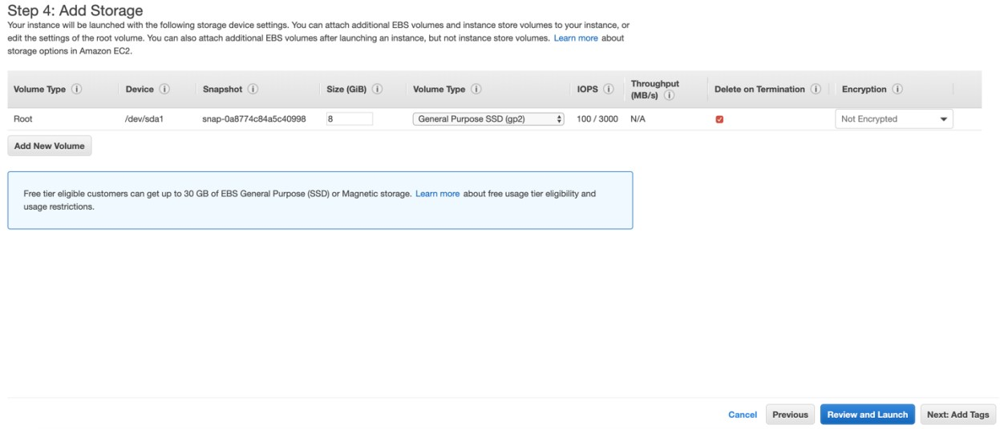 Step 4: Add Storage
Your instance will be launched with the following storage device settings. You can attach additional EBS volumes and instance store volumes to your instance, or
edit the settings of the root volume. You can also attach additional EBS volumes after launching an instance, but not instance store volumes. Learn more about
storage options in Amazon EC2.
Volume Type Device Snapshot Size (GiB) Volume Type IOPS Throughput (MB/s) Delete on Termination Encryption
Root /dev/sda1 snap-0a8774c84a5c40998 8 General Purpose SSD (gp2) 100 / 3000 N/A Not Encrypted
Add New Volume
Free tier eligible customers can get up to 30 GB of EBS General Purpose (SSD) or Magnetic storage. Learn more about free usage tier eligibility and
usage restrictions.
Cancel Previous Review and Launch Next: Add Tags